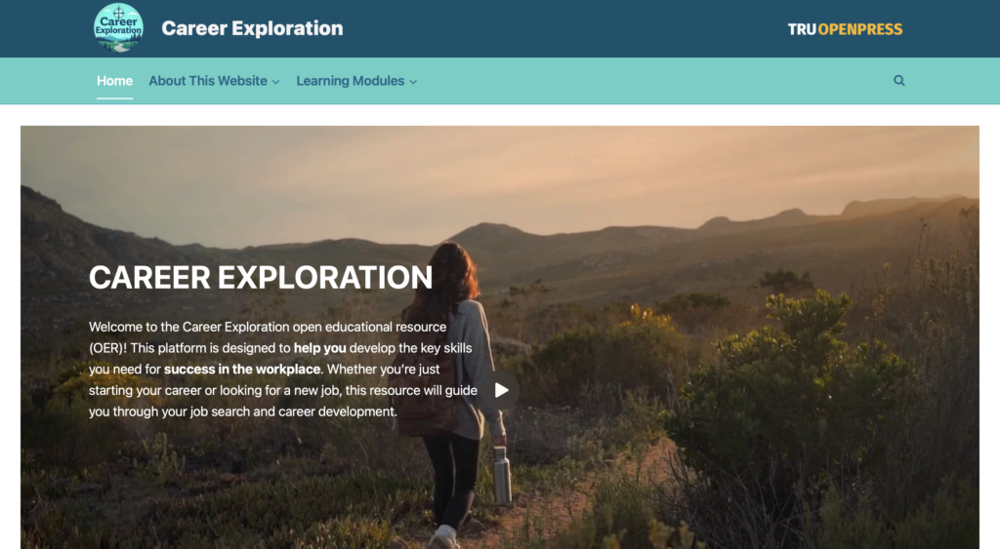 Career
Exploration
Career Exploration
TRUOPENPRESS
Home
About This Website
Learning Modules
CAREER EXPLORATION
Welcome to the Career Exploration open educational resource
(OER)! This platform is designed to help you develop the key skills
you need for success in the workplace. Whether you’re just
starting your career or looking for a new job, this resource will guide
you through your job search and career development.